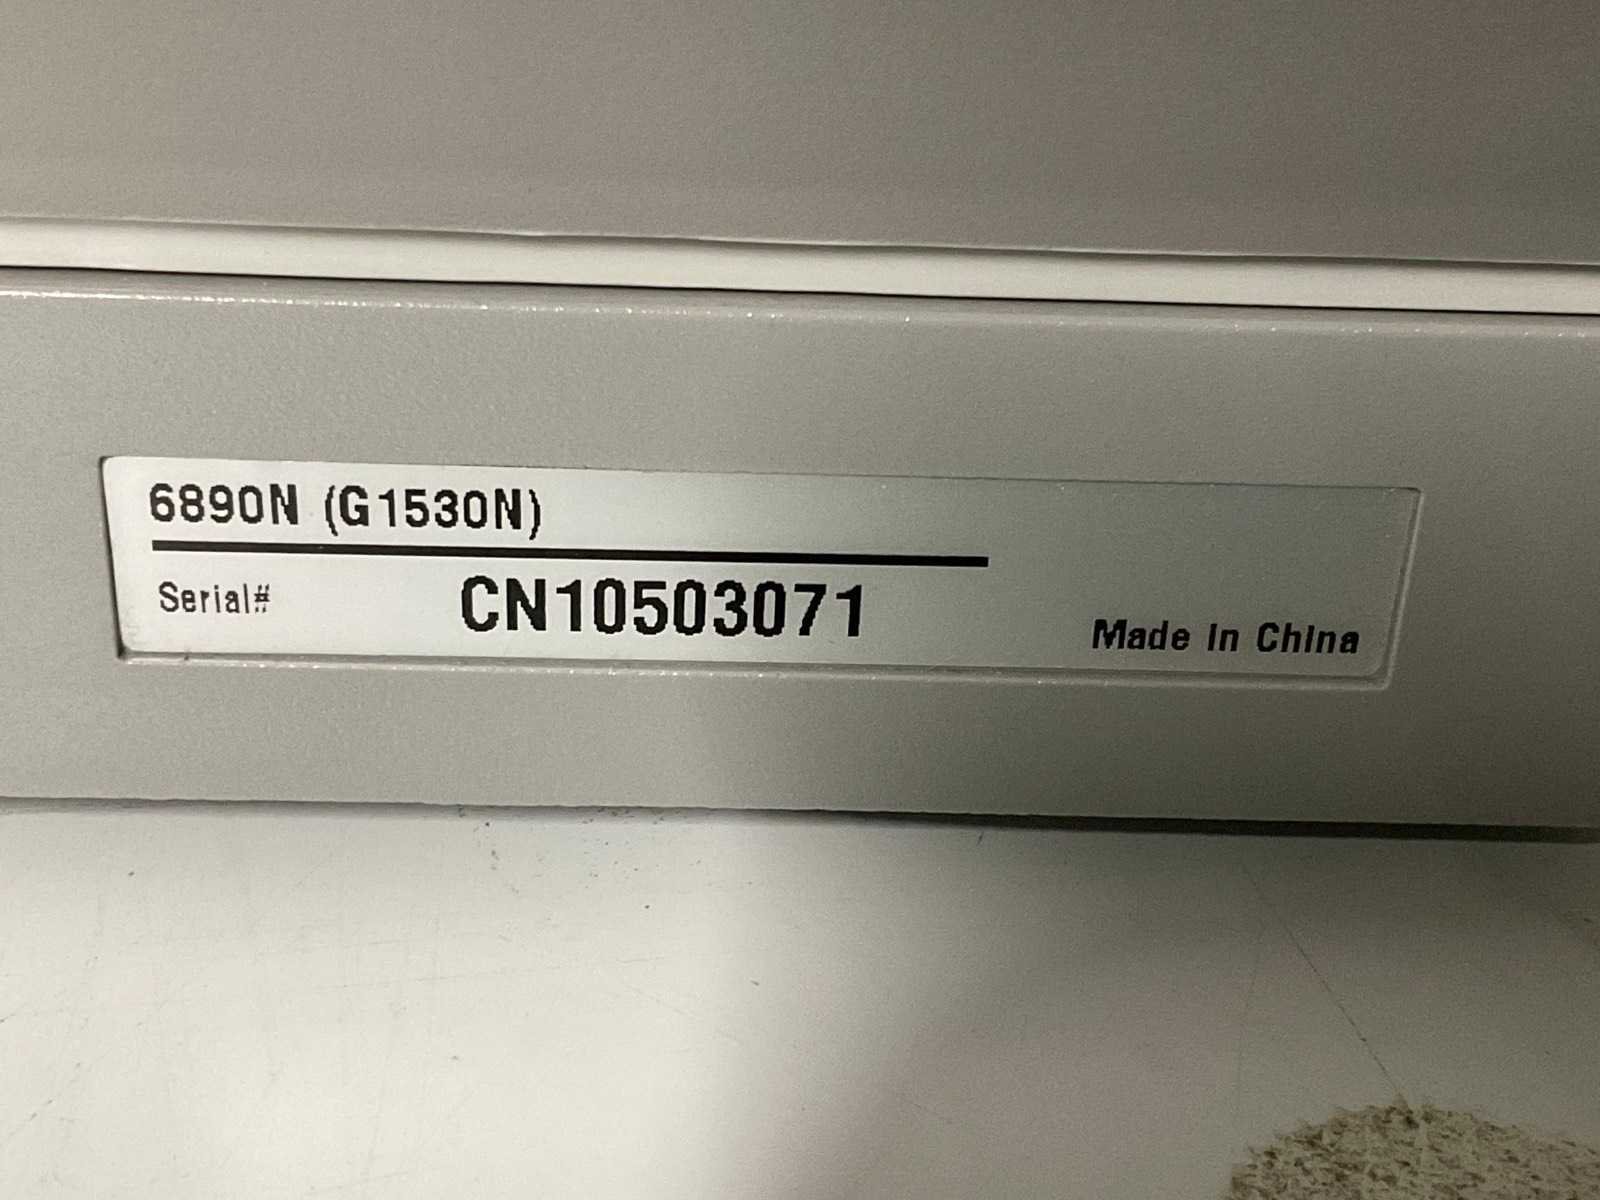 6890N (G1530N)
Serial# CN10503071
Made in China